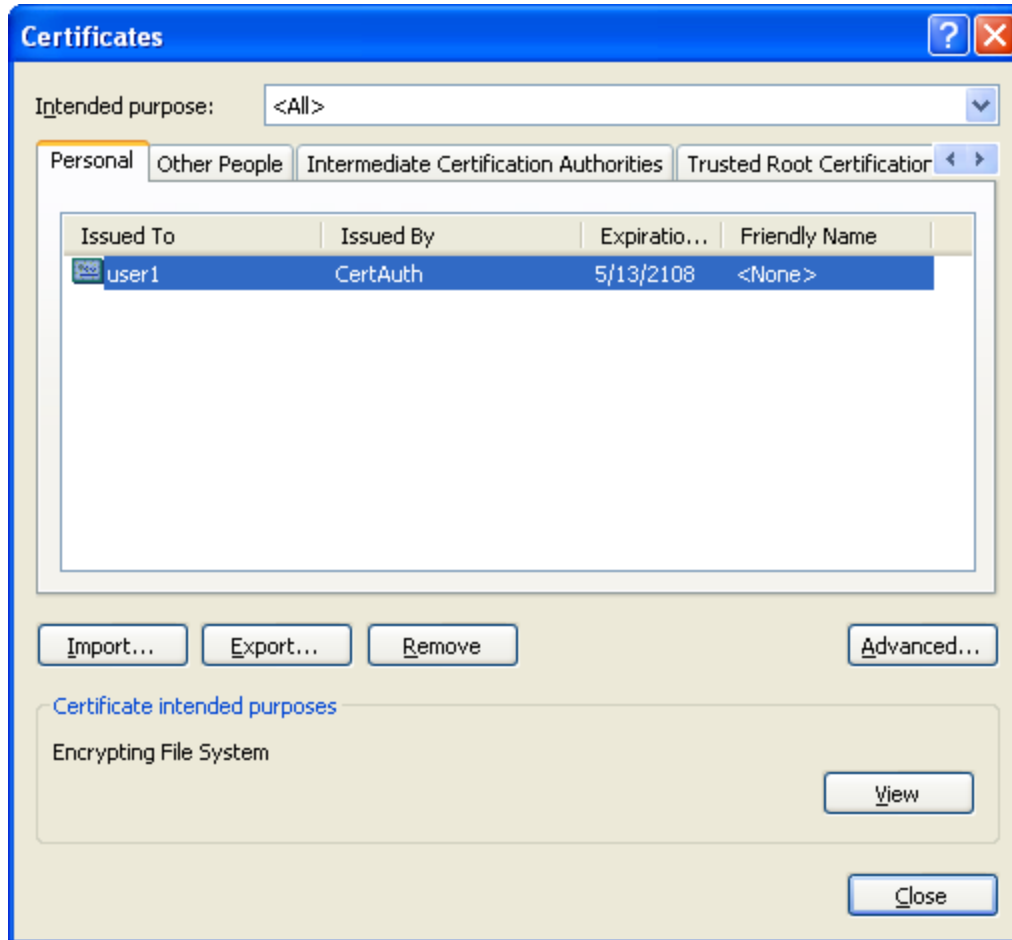 Certificates
Intended purpose: <All>
Personal Other People Intermediate Certification Authorities Trusted Root Certification
Issued To Issued By Expiratio... Friendly Name
user1 CertAuth 5/13/2108 <None>
Import... Export... Remove Advanced...
Certificate intended purposes
Encrypting File System
View
Close